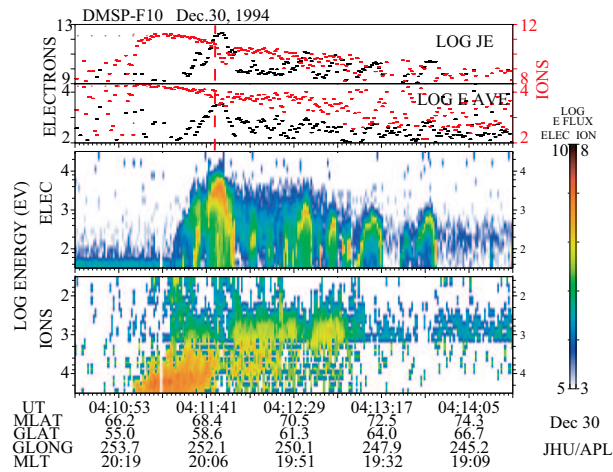 DMSP-F10 Dec.30, 1994
13 12
LOG JE
9 8
4 4
LOG E AVE
2 2
ELECTRONS
IONS
LOG
E FLUX
ELEC ION
10 8
5 3
4 4
3 3
2 2
ELEC
LOG ENERGY (EV)
2 2
3 3
4 4
IONS
UT 04:10:53 04:11:41 04:12:29 04:13:17 04:14:05
MLAT 66.2 68.4 70.5 72.5 74.3
GLAT 55.0 58.6 61.3 64.0 66.7
GLONG 253.7 252.1 250.1 247.9 245.2
MLT 20:19 20:06 19:51 19:32 19:09
Dec 30
JHU/APL